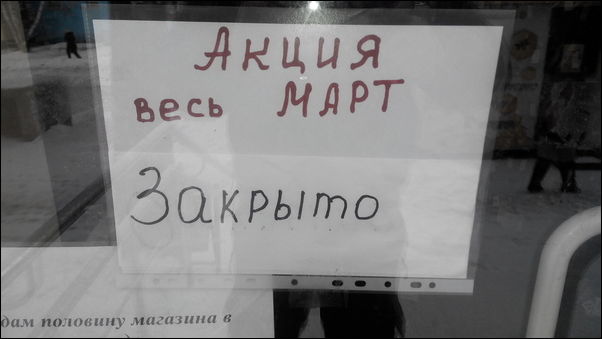 АКЦИЯ
весь МАРТ
Закрыто
дам половину магазина в